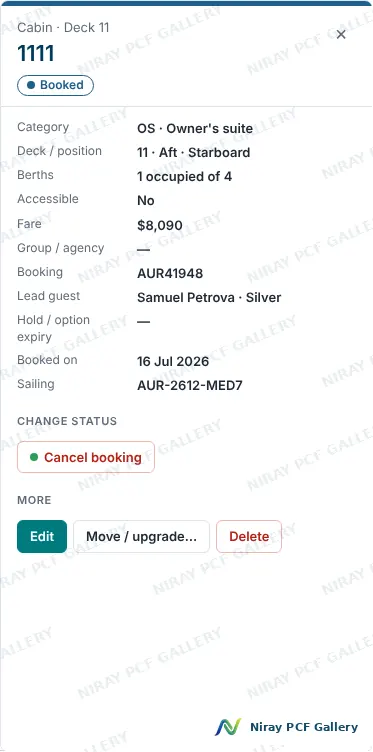 Cabin · Deck 11
1111
Booked
Category OS · Owner's suite
Deck / position 11 · Aft · Starboard
Berths 1 occupied of 4
Accessible No
Fare $8,090
Group / agency —
Booking AUR41948
Lead guest Samuel Petrova · Silver
Hold / option —
expiry
Booked on 16 Jul 2026
Sailing AUR-2612-MED7
CHANGE STATUS
Cancel booking
MORE
Edit Move / upgrade... Delete
Niray PCF Gallery
NIRAY PCF GALLERY